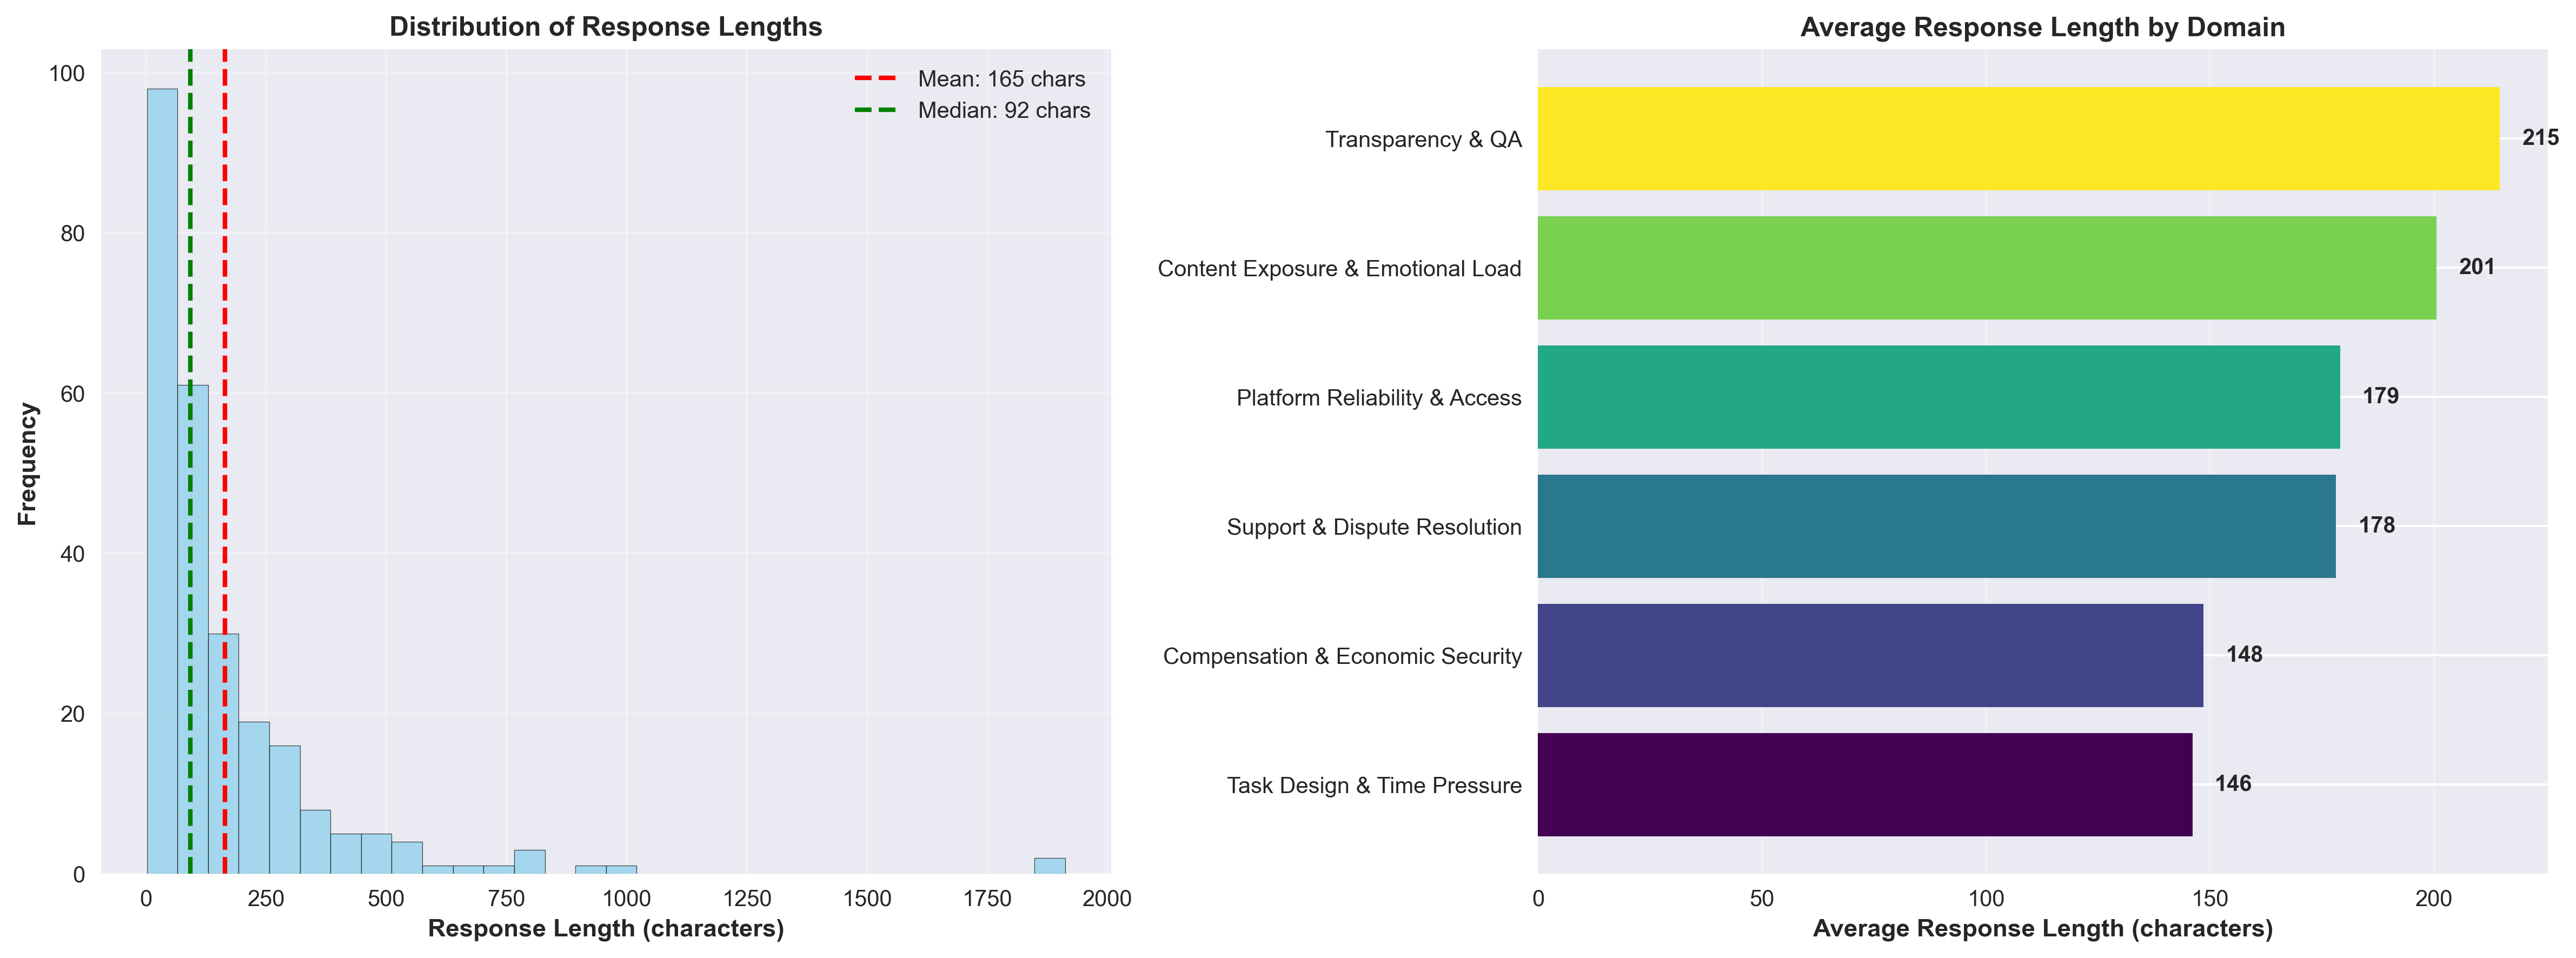 Distribution of Response Lengths
Mean: 165 chars
Median: 92 chars
100
80
60
40
20
0
Frequency
0 250 500 750 1000 1250 1500 1750 2000
Response Length (characters)
Average Response Length by Domain
Transparency & QA 215
Content Exposure & Emotional Load 201
Platform Reliability & Access 179
Support & Dispute Resolution 178
Compensation & Economic Security 148
Task Design & Time Pressure 146
0 50 100 150 200
Average Response Length (characters)